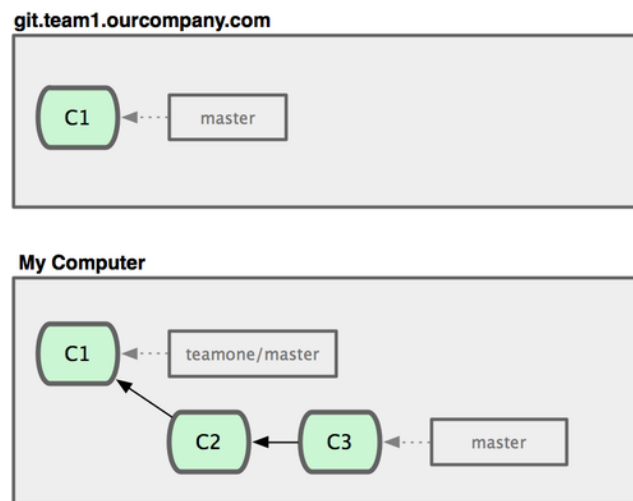 git.team1.ourcompany.com
C1
master
My Computer
C1
teamone/master
C2
C3
master